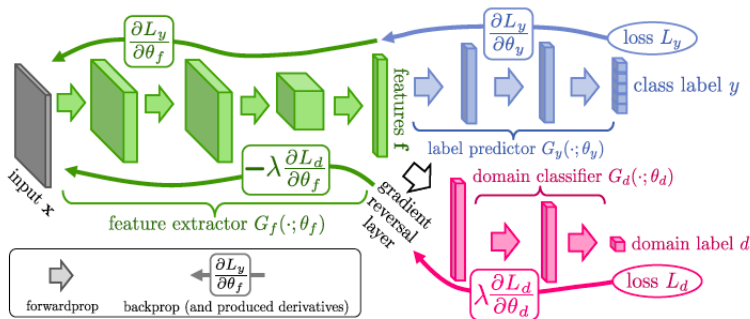 ∂L_y/∂θ_f
∂L_y/∂θ_y
loss L_y
features f
class label y
label predictor G_y(·; θ_y)
input x
−λ ∂L_d/∂θ_f
feature extractor G_f(·; θ_f)
gradient
reversal
layer
domain classifier G_d(·; θ_d)
domain label d
λ ∂L_d/∂θ_d
loss L_d
forwardprop
∂L_y/∂θ_f
backprop (and produced derivatives)